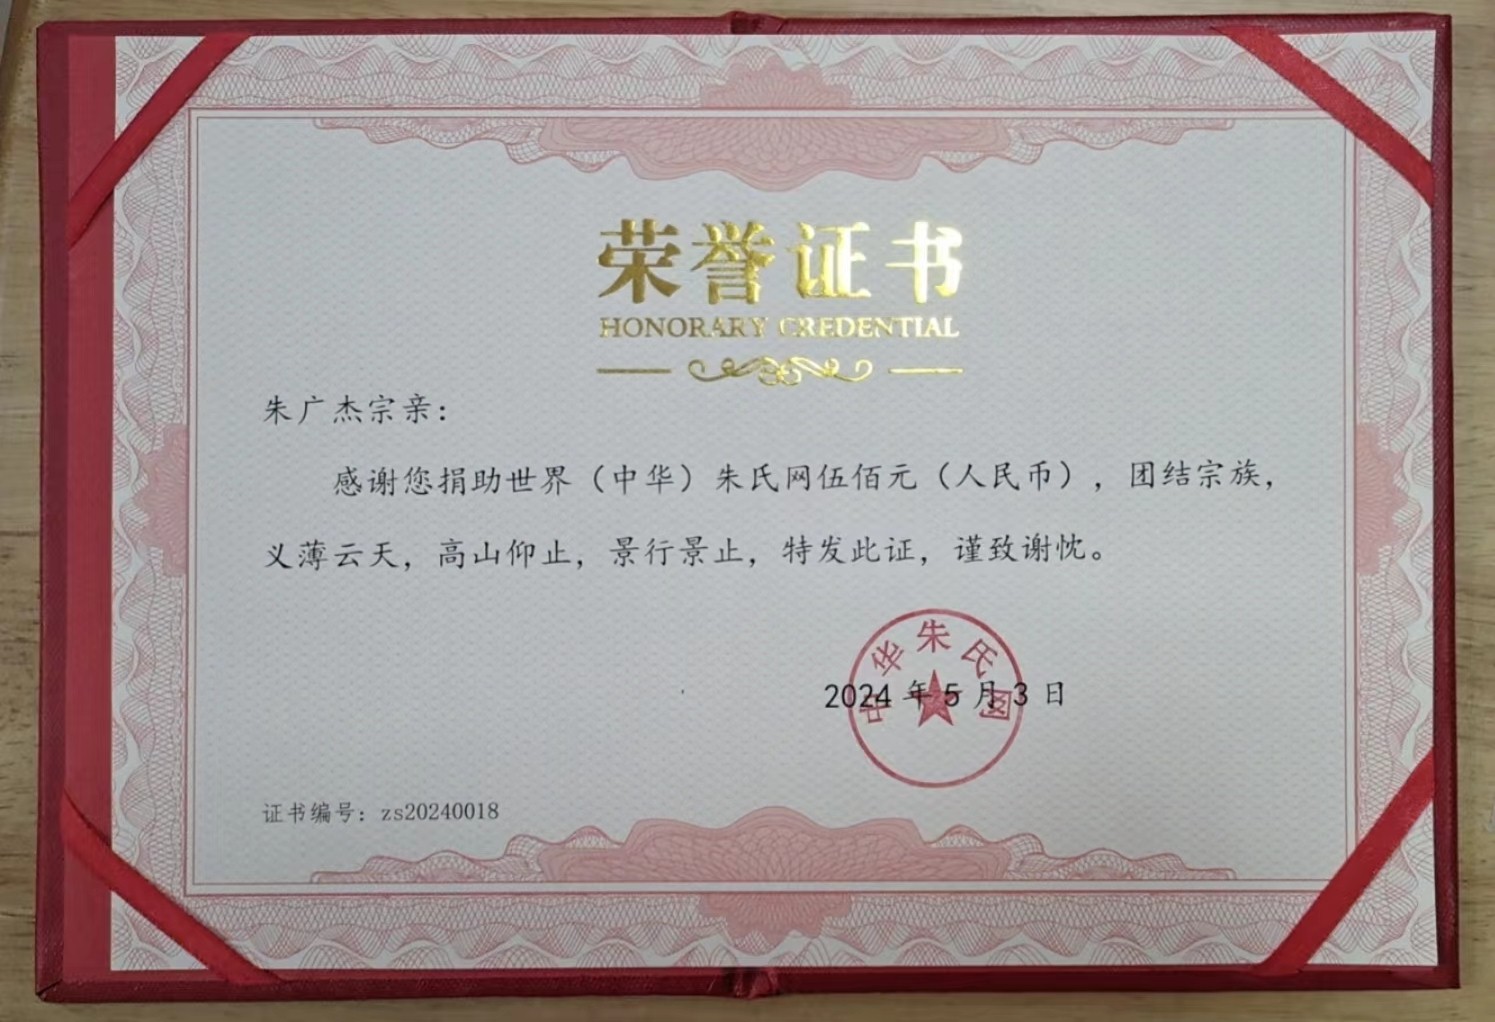 荣誉证书
HONORARY CREDENTIAL
朱广杰宗亲：
感谢您捐助世界（中华）朱氏网伍佰元（人民币），团结宗族，
义薄云天，高山仰止，景行景止，特发此证，谨致谢忱。
中华朱氏网
2024年5月3日
证书编号：zs20240018